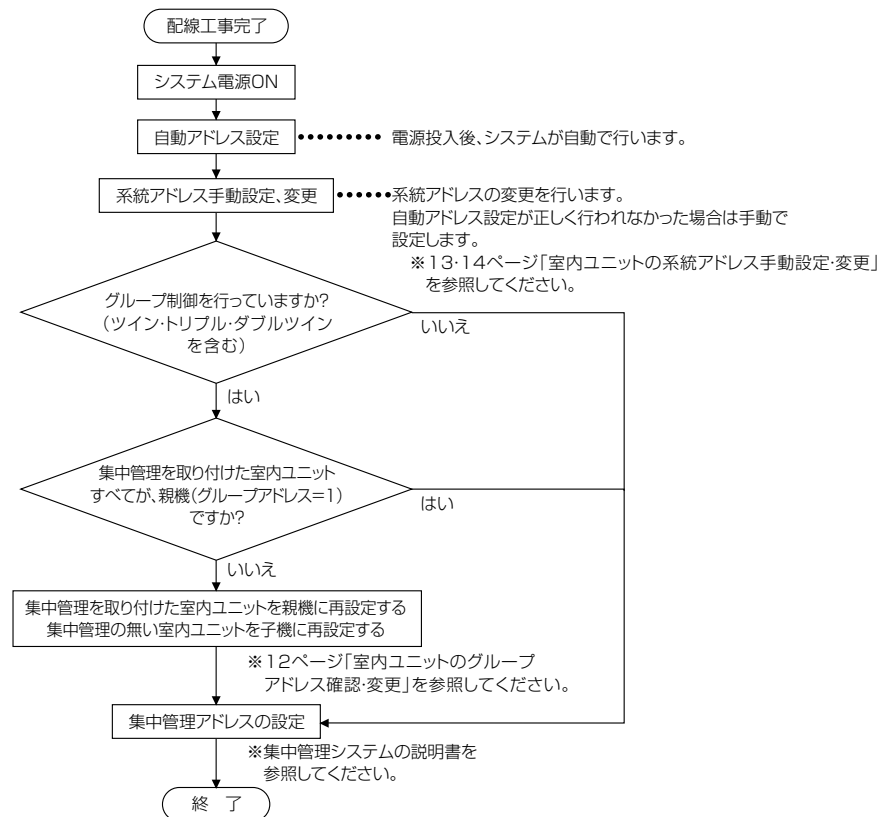 配線工事完了
システム電源ON
自動アドレス設定
電源投入後、システムが自動で行います。
系統アドレス手動設定、変更
系統アドレスの変更を行います。
自動アドレス設定が正しく行われなかった場合は手動で
設定します。
※13・14ページ「室内ユニットの系統アドレス手動設定・変更」
を参照してください。
グループ制御を行っていますか？
（ツイン・トリプル・ダブルツイン
を含む）
いいえ
はい
集中管理を取り付けた室内ユニット
すべてが、親機（グループアドレス＝1）
ですか？
はい
いいえ
集中管理を取り付けた室内ユニットを親機に再設定する
集中管理の無い室内ユニットを子機に再設定する
※12ページ「室内ユニットのグループ
アドレス確認・変更」を参照してください。
集中管理アドレスの設定
※集中管理システムの説明書を
参照してください。
終 了